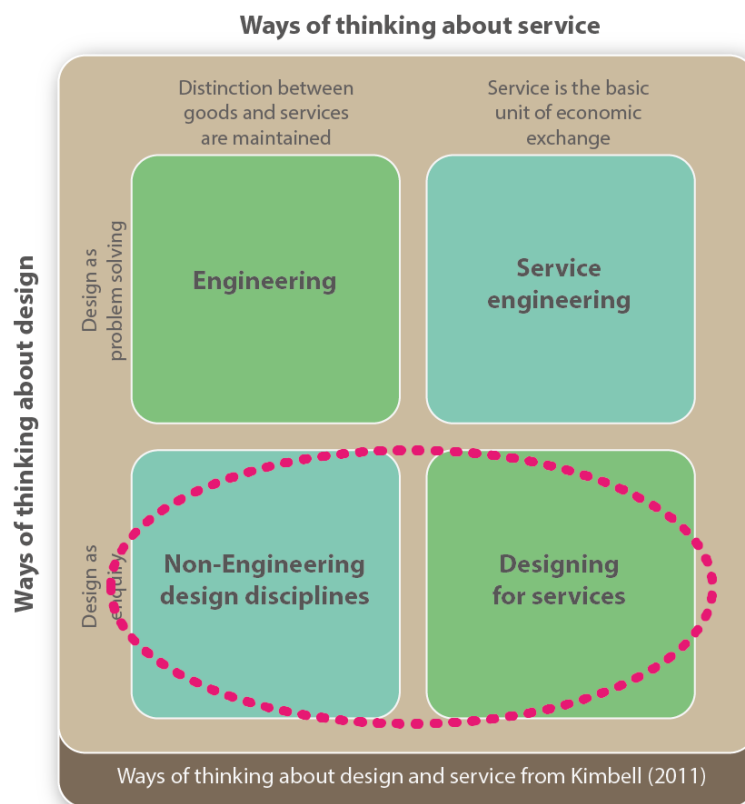 Ways of thinking about service
Distinction between
goods and services
are maintained
Service is the basic
unit of economic
exchange
Ways of thinking about design
Design as
problem solving
Engineering
Service
engineering
Design as
enquiry
Non-Engineering
design disciplines
Designing
for services
Ways of thinking about design and service from Kimbell (2011)